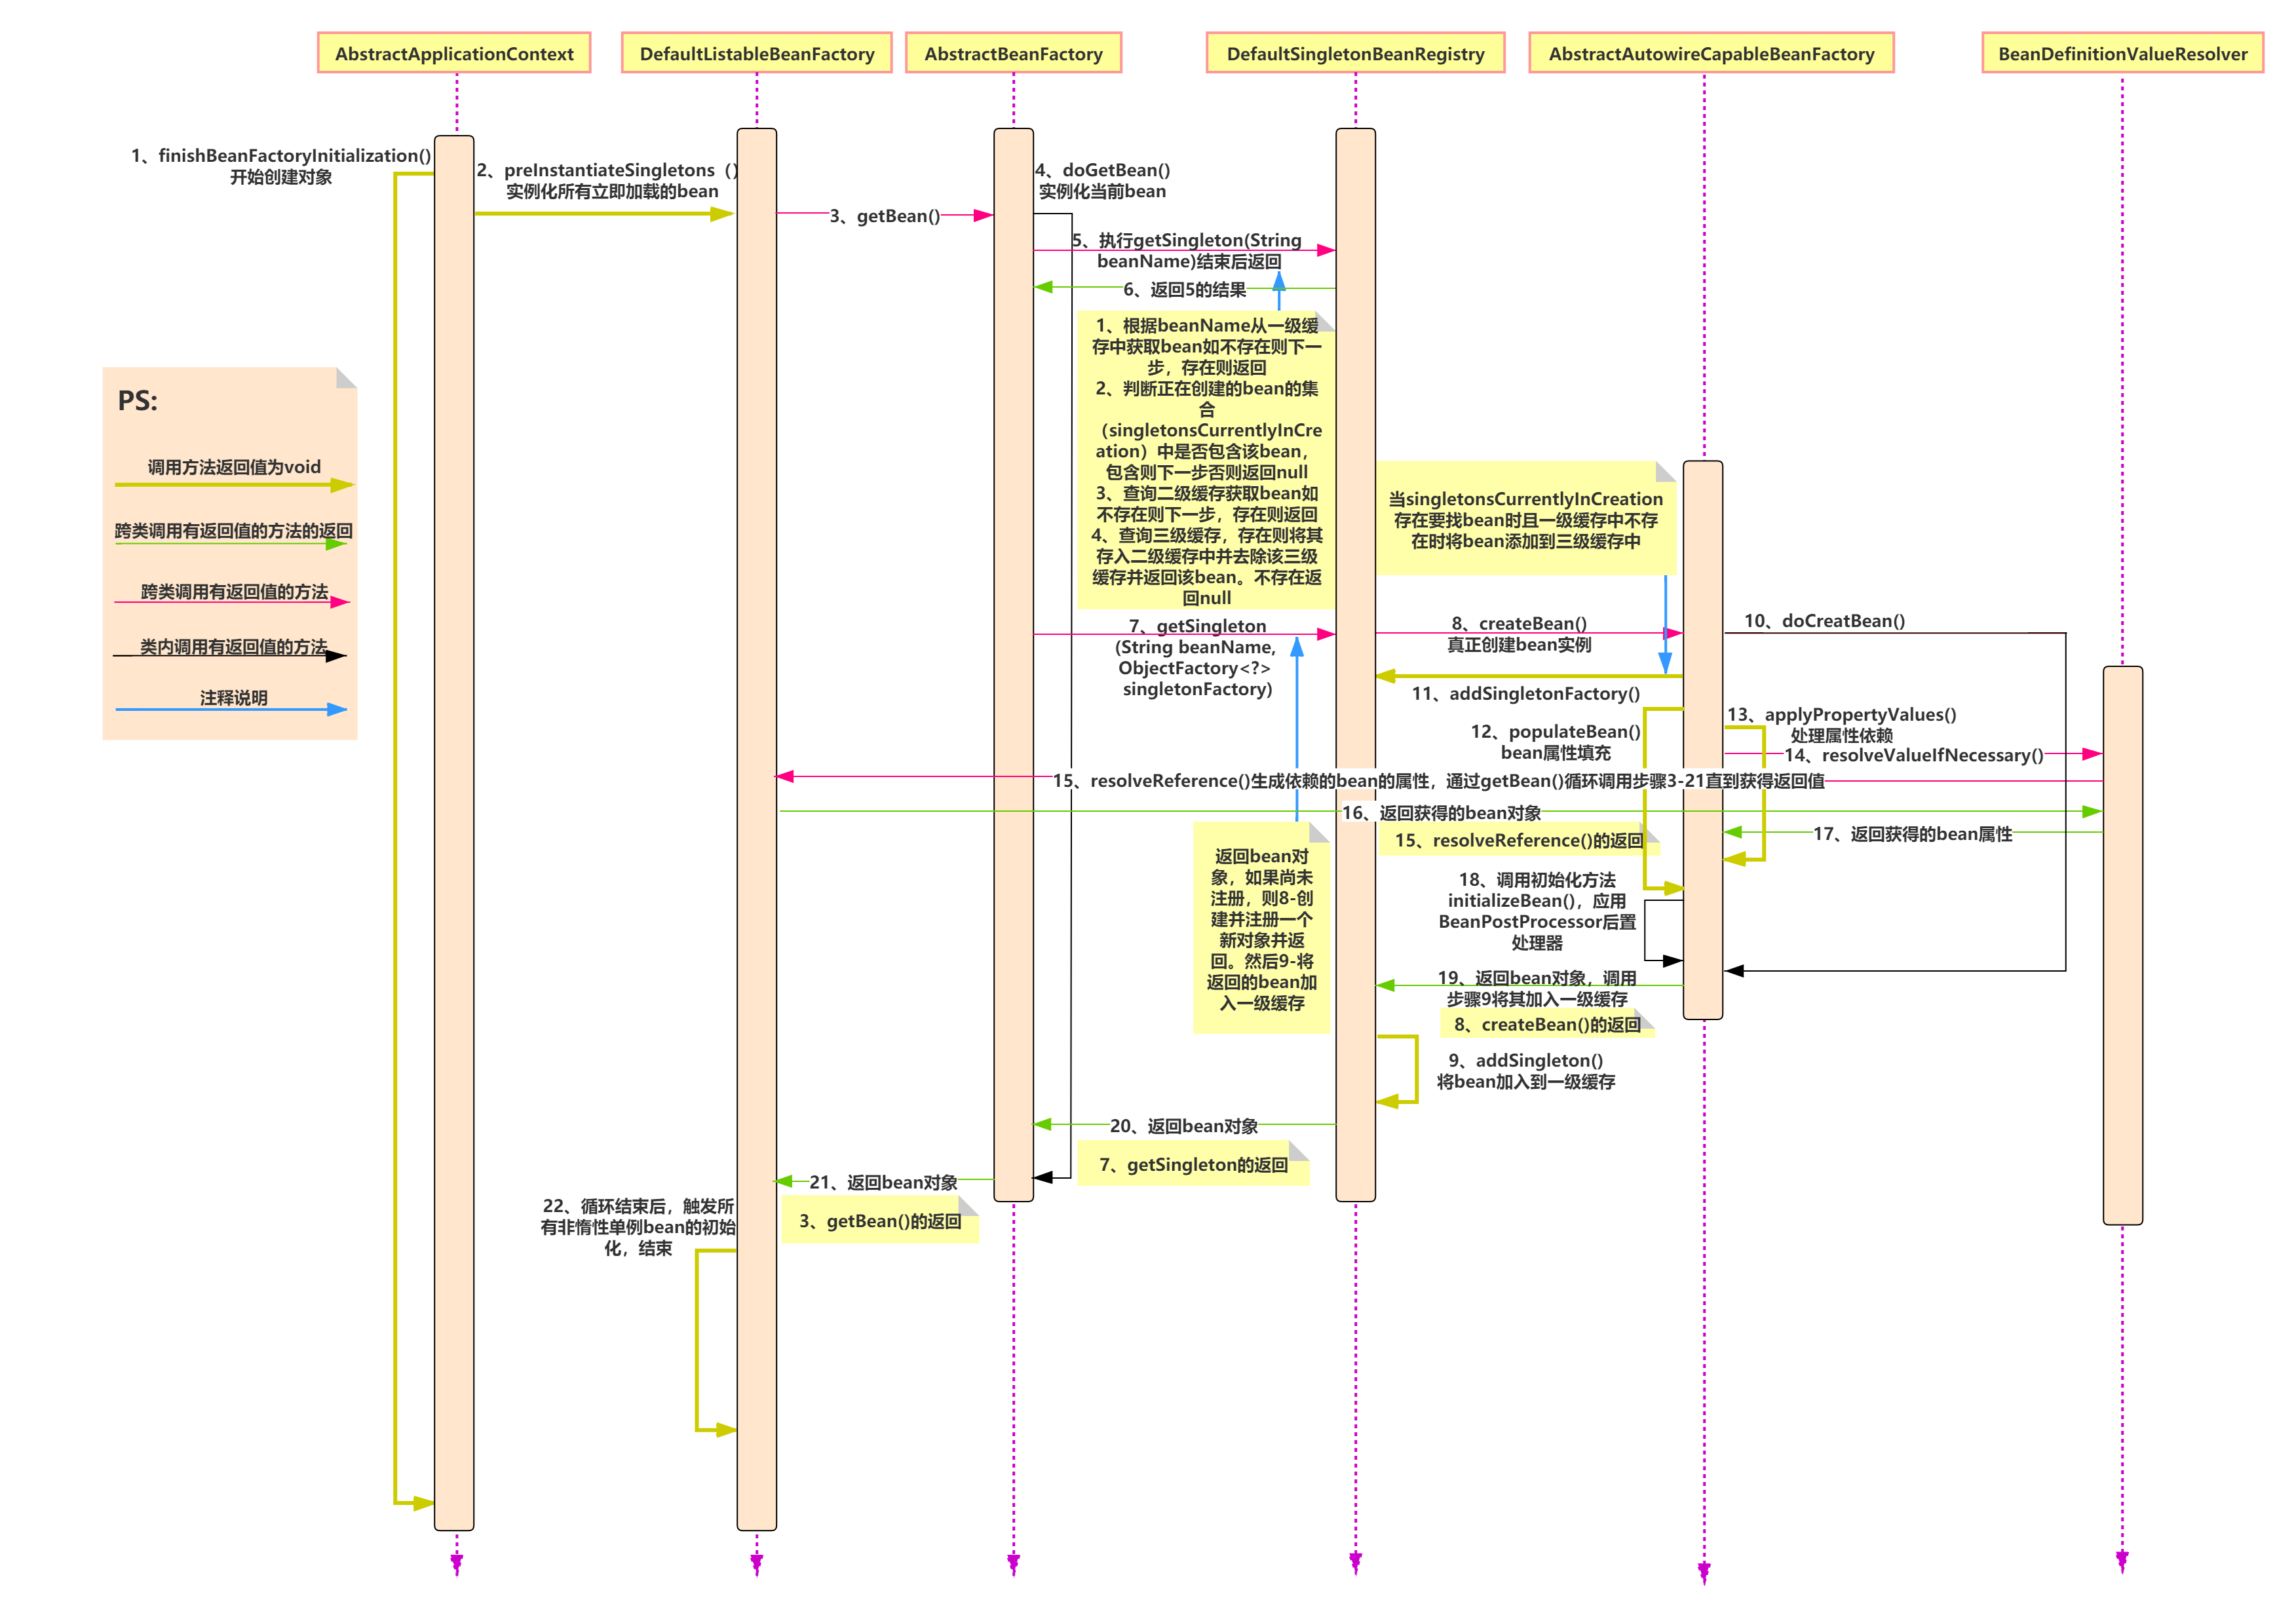 AbstractApplicationContext
DefaultListableBeanFactory
AbstractBeanFactory
DefaultSingletonBeanRegistry
AbstractAutowireCapableBeanFactory
BeanDefinitionValueResolver
1、finishBeanFactoryInitialization()
开始创建对象
2、preInstantiateSingletons（）
实例化所有立即加载的bean
3、getBean()
4、doGetBean()
实例化当前bean
5、执行getSingleton(String
beanName)结束后返回
6、返回5的结果
1、根据beanName从一级缓
存中获取bean如不存在则下一
步，存在则返回
2、判断正在创建的bean的集
合
（singletonsCurrentlyInCre
ation）中是否包含该bean，
包含则下一步否则返回null
3、查询二级缓存获取bean如
不存在则下一步，存在则返回
4、查询三级缓存，存在则将其
存入二级缓存中并去除该三级
缓存并返回该bean。不存在返
回null
PS:
调用方法返回值为void
跨类调用有返回值的方法的返回
跨类调用有返回值的方法
类内调用有返回值的方法
注释说明
当singletonsCurrentlyInCreation
存在要找bean时且一级缓存中不存
在时将bean添加到三级缓存中
7、getSingleton
(String beanName,
ObjectFactory<?>
singletonFactory)
8、createBean()
真正创建bean实例
10、doCreatBean()
11、addSingletonFactory()
12、populateBean()
bean属性填充
13、applyPropertyValues()
处理属性依赖
14、resolveValueIfNecessary()
15、resolveReference()生成依赖的bean的属性，通过getBean()循环调用步骤3-21直到获得返回值
16、返回获得的bean对象
15、resolveReference()的返回
17、返回获得的bean属性
返回bean对
象，如果尚未
注册，则8-创
建并注册一个
新对象并返
回。然后9-将
返回的bean加
入一级缓存
18、调用初始化方法
initializeBean()，应用
BeanPostProcessor后置
处理器
19、返回bean对象，调用
步骤9将其加入一级缓存
8、createBean()的返回
9、addSingleton()
将bean加入到一级缓存
20、返回bean对象
7、getSingleton的返回
21、返回bean对象
3、getBean()的返回
22、循环结束后，触发所
有非惰性单例bean的初始
化，结束